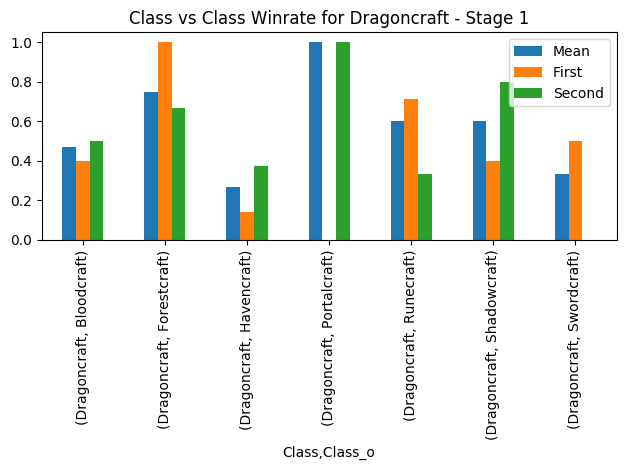 Class vs Class Winrate for Dragoncraft - Stage 1
1.0
0.8
0.6
0.4
0.2
0.0
Mean
First
Second
(Dragoncraft, Bloodcraft)
(Dragoncraft, Forestcraft)
(Dragoncraft, Havencraft)
(Dragoncraft, Portalcraft)
(Dragoncraft, Runecraft)
(Dragoncraft, Shadowcraft)
(Dragoncraft, Swordcraft)
Class,Class_o